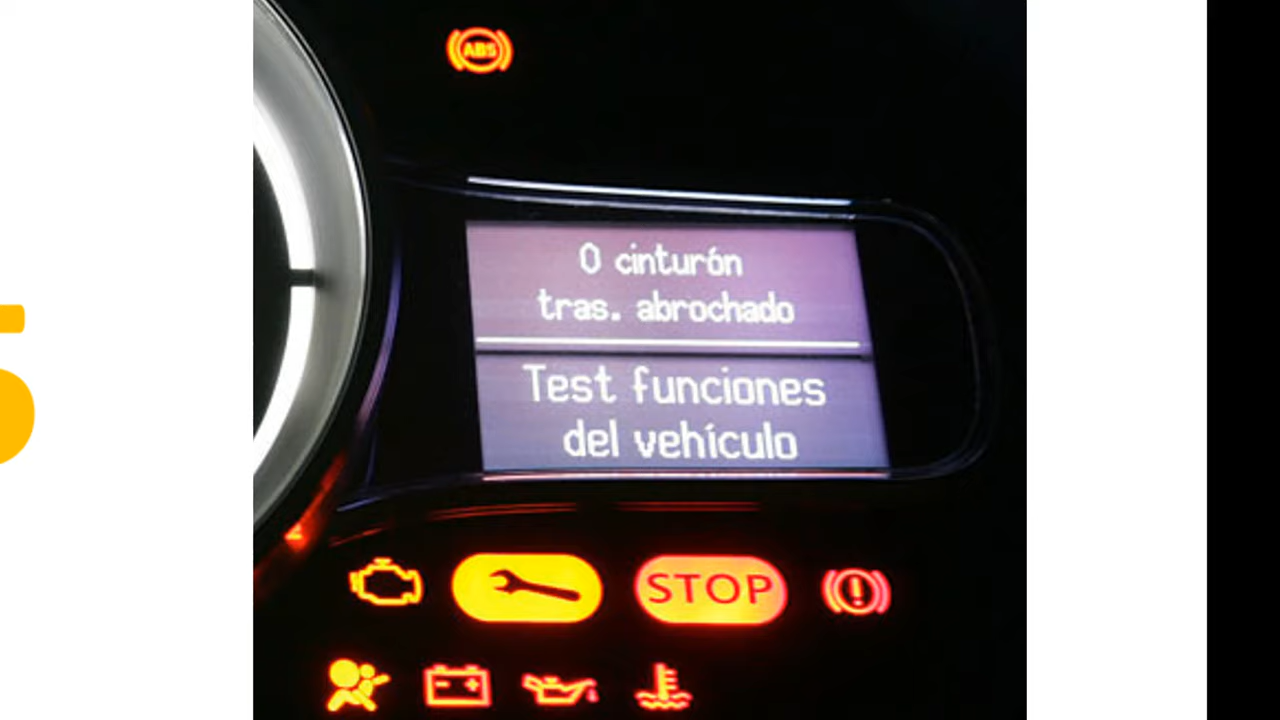 ABS
0 cinturón
tras. abrochado
Test funciones
del vehículo
STOP